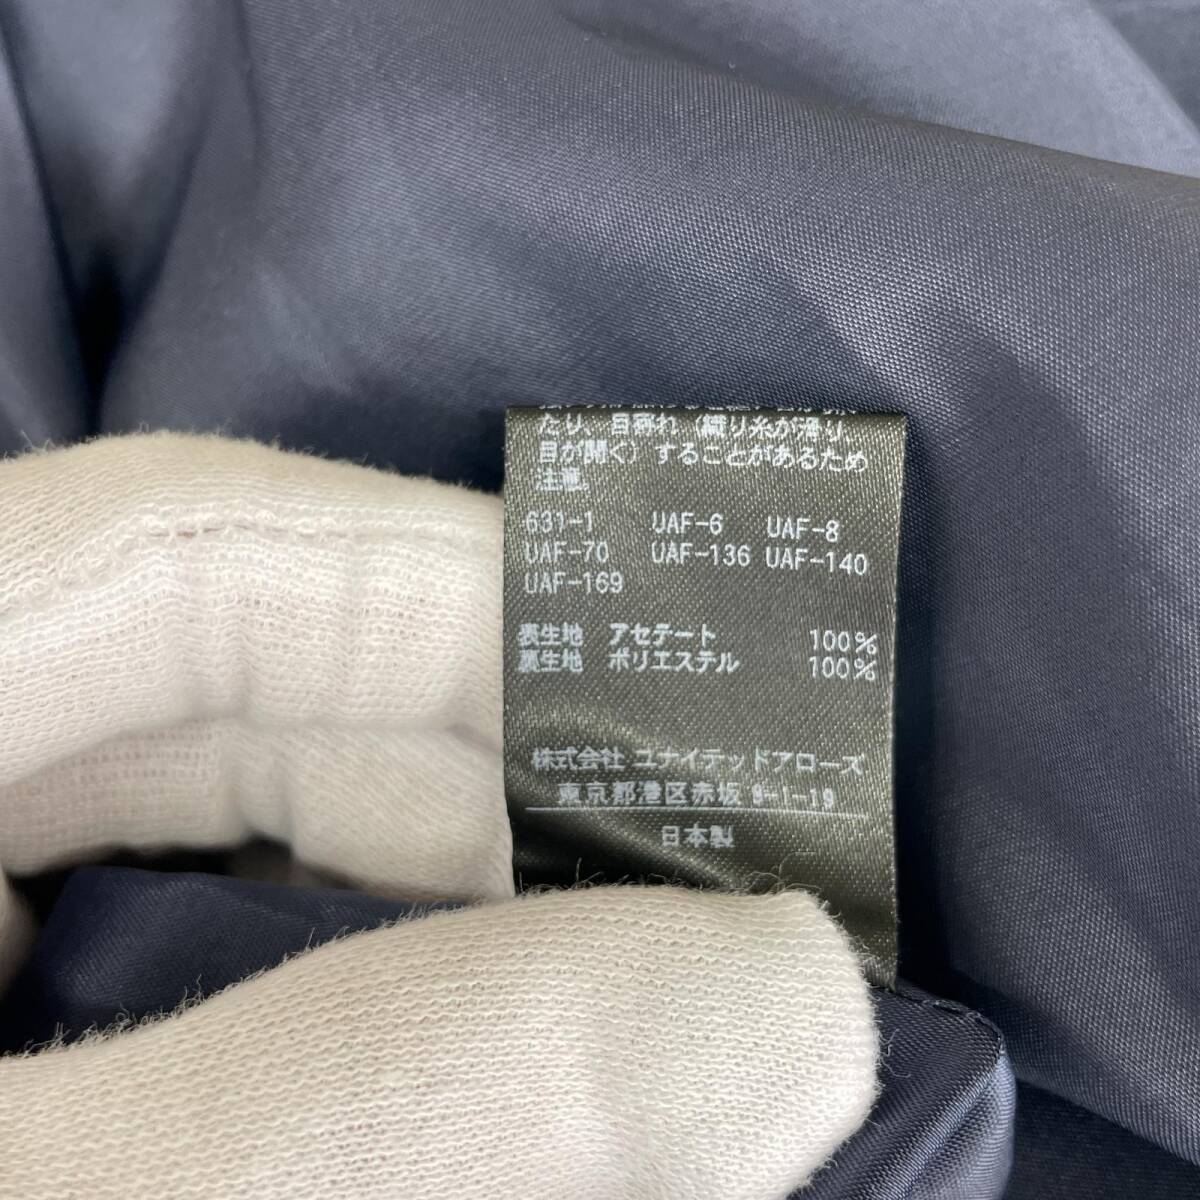 たり、目寄れ（織り糸が滑り、
目が開く）することがあるため
注意。
631-1 UAF-6 UAF-8
UAF-70 UAF-136 UAF-140
UAF-169
表生地 アセテート 100%
裏生地 ポリエステル 100%
株式会社 ユナイテッドアローズ
東京都港区赤坂 8-1-19
日本製